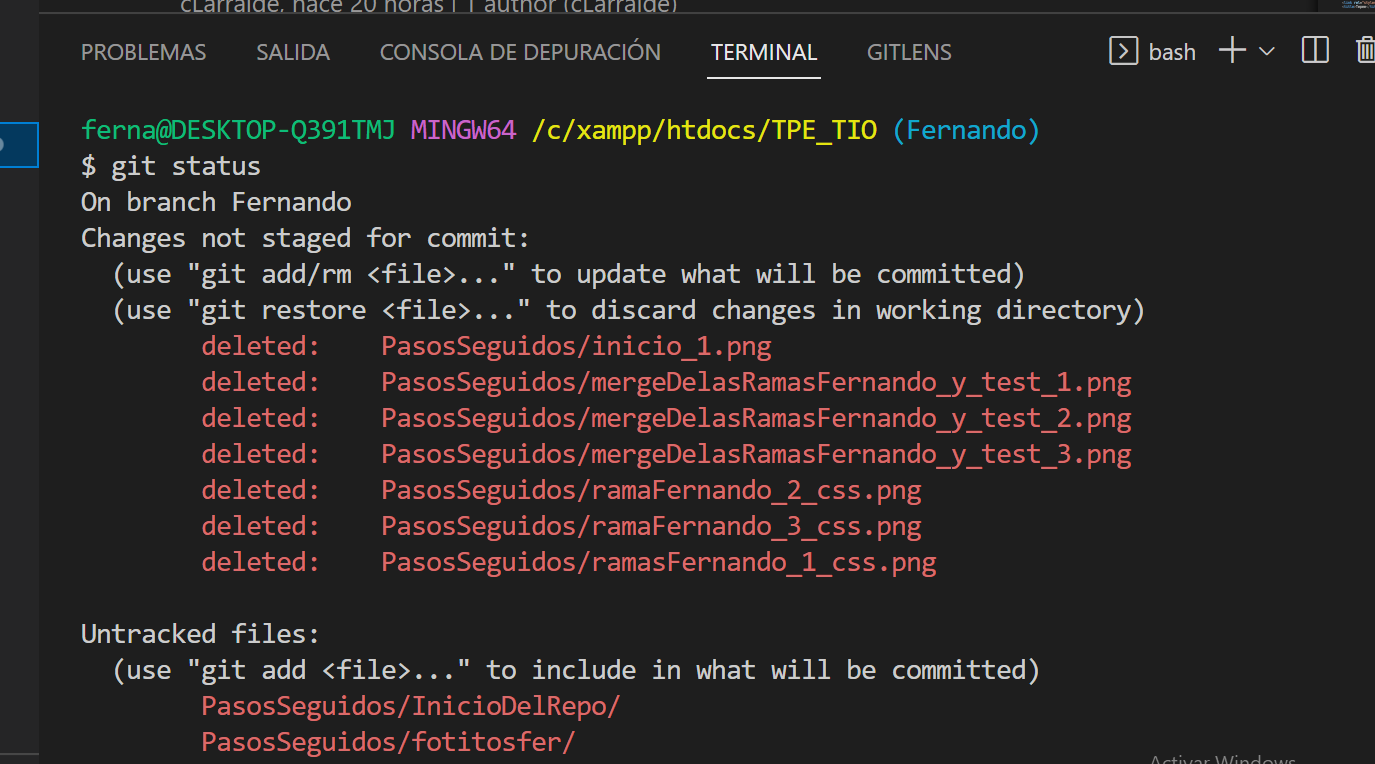 cLarralde, hace 20 horas | 1 author (cLarralde)
PROBLEMAS SALIDA CONSOLA DE DEPURACIÓN TERMINAL GITLENS bash
ferna@DESKTOP-Q391TMJ MINGW64 /c/xampp/htdocs/TPE_TIO (Fernando)
$ git status
On branch Fernando
Changes not staged for commit:
  (use "git add/rm <file>..." to update what will be committed)
  (use "git restore <file>..." to discard changes in working directory)
        deleted:    PasosSeguidos/inicio_1.png
        deleted:    PasosSeguidos/mergeDelasRamasFernando_y_test_1.png
        deleted:    PasosSeguidos/mergeDelasRamasFernando_y_test_2.png
        deleted:    PasosSeguidos/mergeDelasRamasFernando_y_test_3.png
        deleted:    PasosSeguidos/ramaFernando_2_css.png
        deleted:    PasosSeguidos/ramaFernando_3_css.png
        deleted:    PasosSeguidos/ramasFernando_1_css.png
Untracked files:
  (use "git add <file>..." to include in what will be committed)
        PasosSeguidos/InicioDelRepo/
        PasosSeguidos/fotitosfer/
Activar Windows